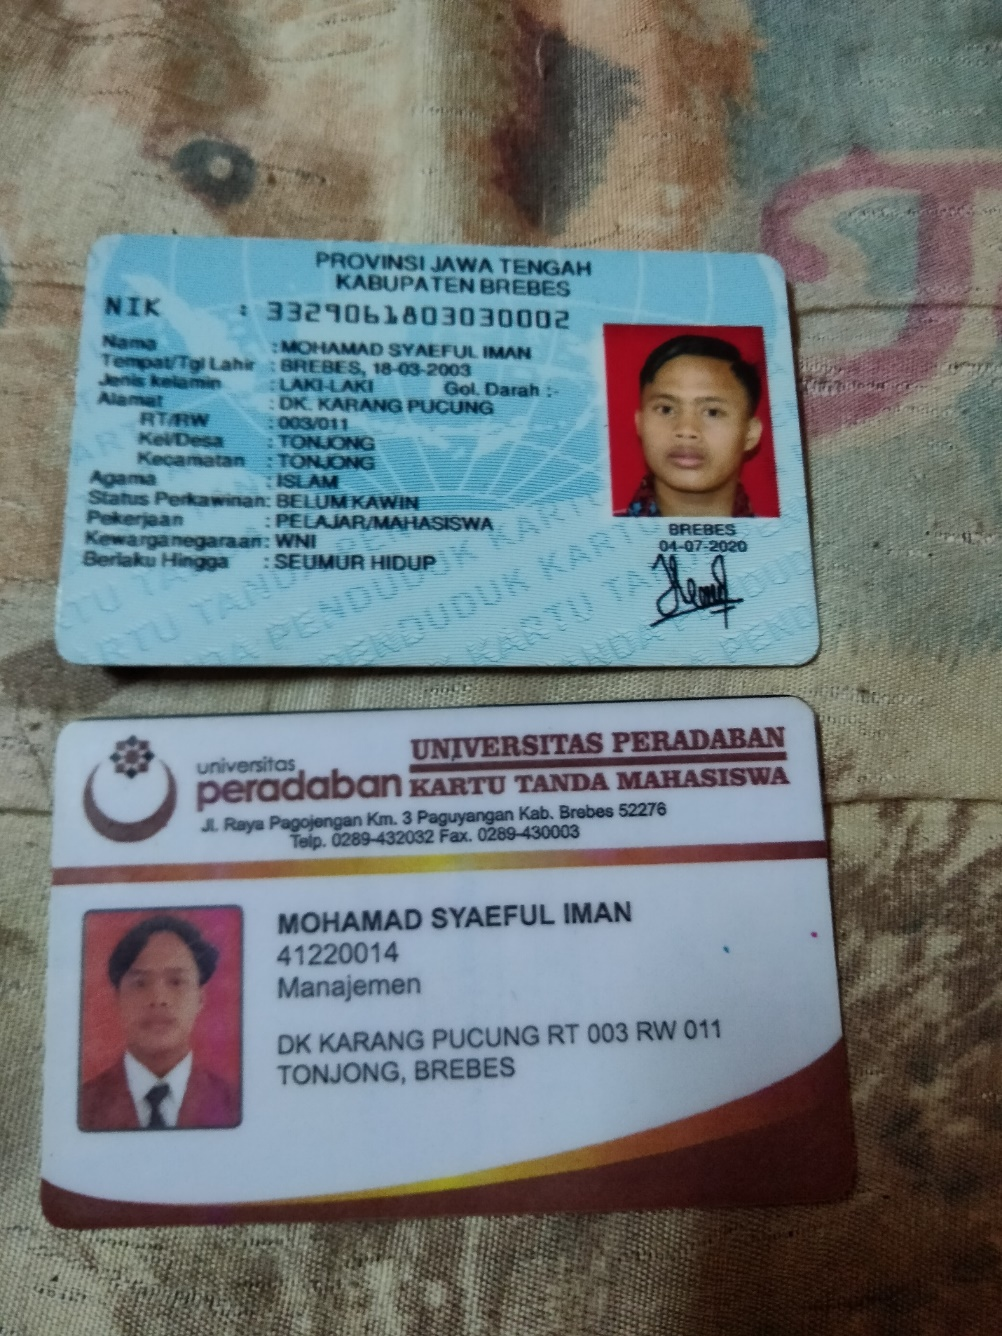 PROVINSI JAWA TENGAH
KABUPATEN BREBES
NIK : 3329061803030002
Nama : MOHAMAD SYAEFUL IMAN
Tempat/Tgl Lahir : BREBES, 18-03-2003
Jenis kelamin : LAKI-LAKI Gol. Darah :-
Alamat : DK. KARANG PUCUNG
RT/RW : 003/011
Kel/Desa : TONJONG
Kecamatan : TONJONG
Agama : ISLAM
Status Perkawinan: BELUM KAWIN
Pekerjaan : PELAJAR/MAHASISWA
Kewarganegaraan: WNI
Berlaku Hingga : SEUMUR HIDUP
BREBES
04-07-2020
universitas
peradaban
UNIVERSITAS PERADABAN
KARTU TANDA MAHASISWA
Jl. Raya Pagojengan Km. 3 Paguyangan Kab. Brebes 52276
Telp. 0289-432032 Fax. 0289-430003
MOHAMAD SYAEFUL IMAN
41220014
Manajemen
DK KARANG PUCUNG RT 003 RW 011
TONJONG, BREBES